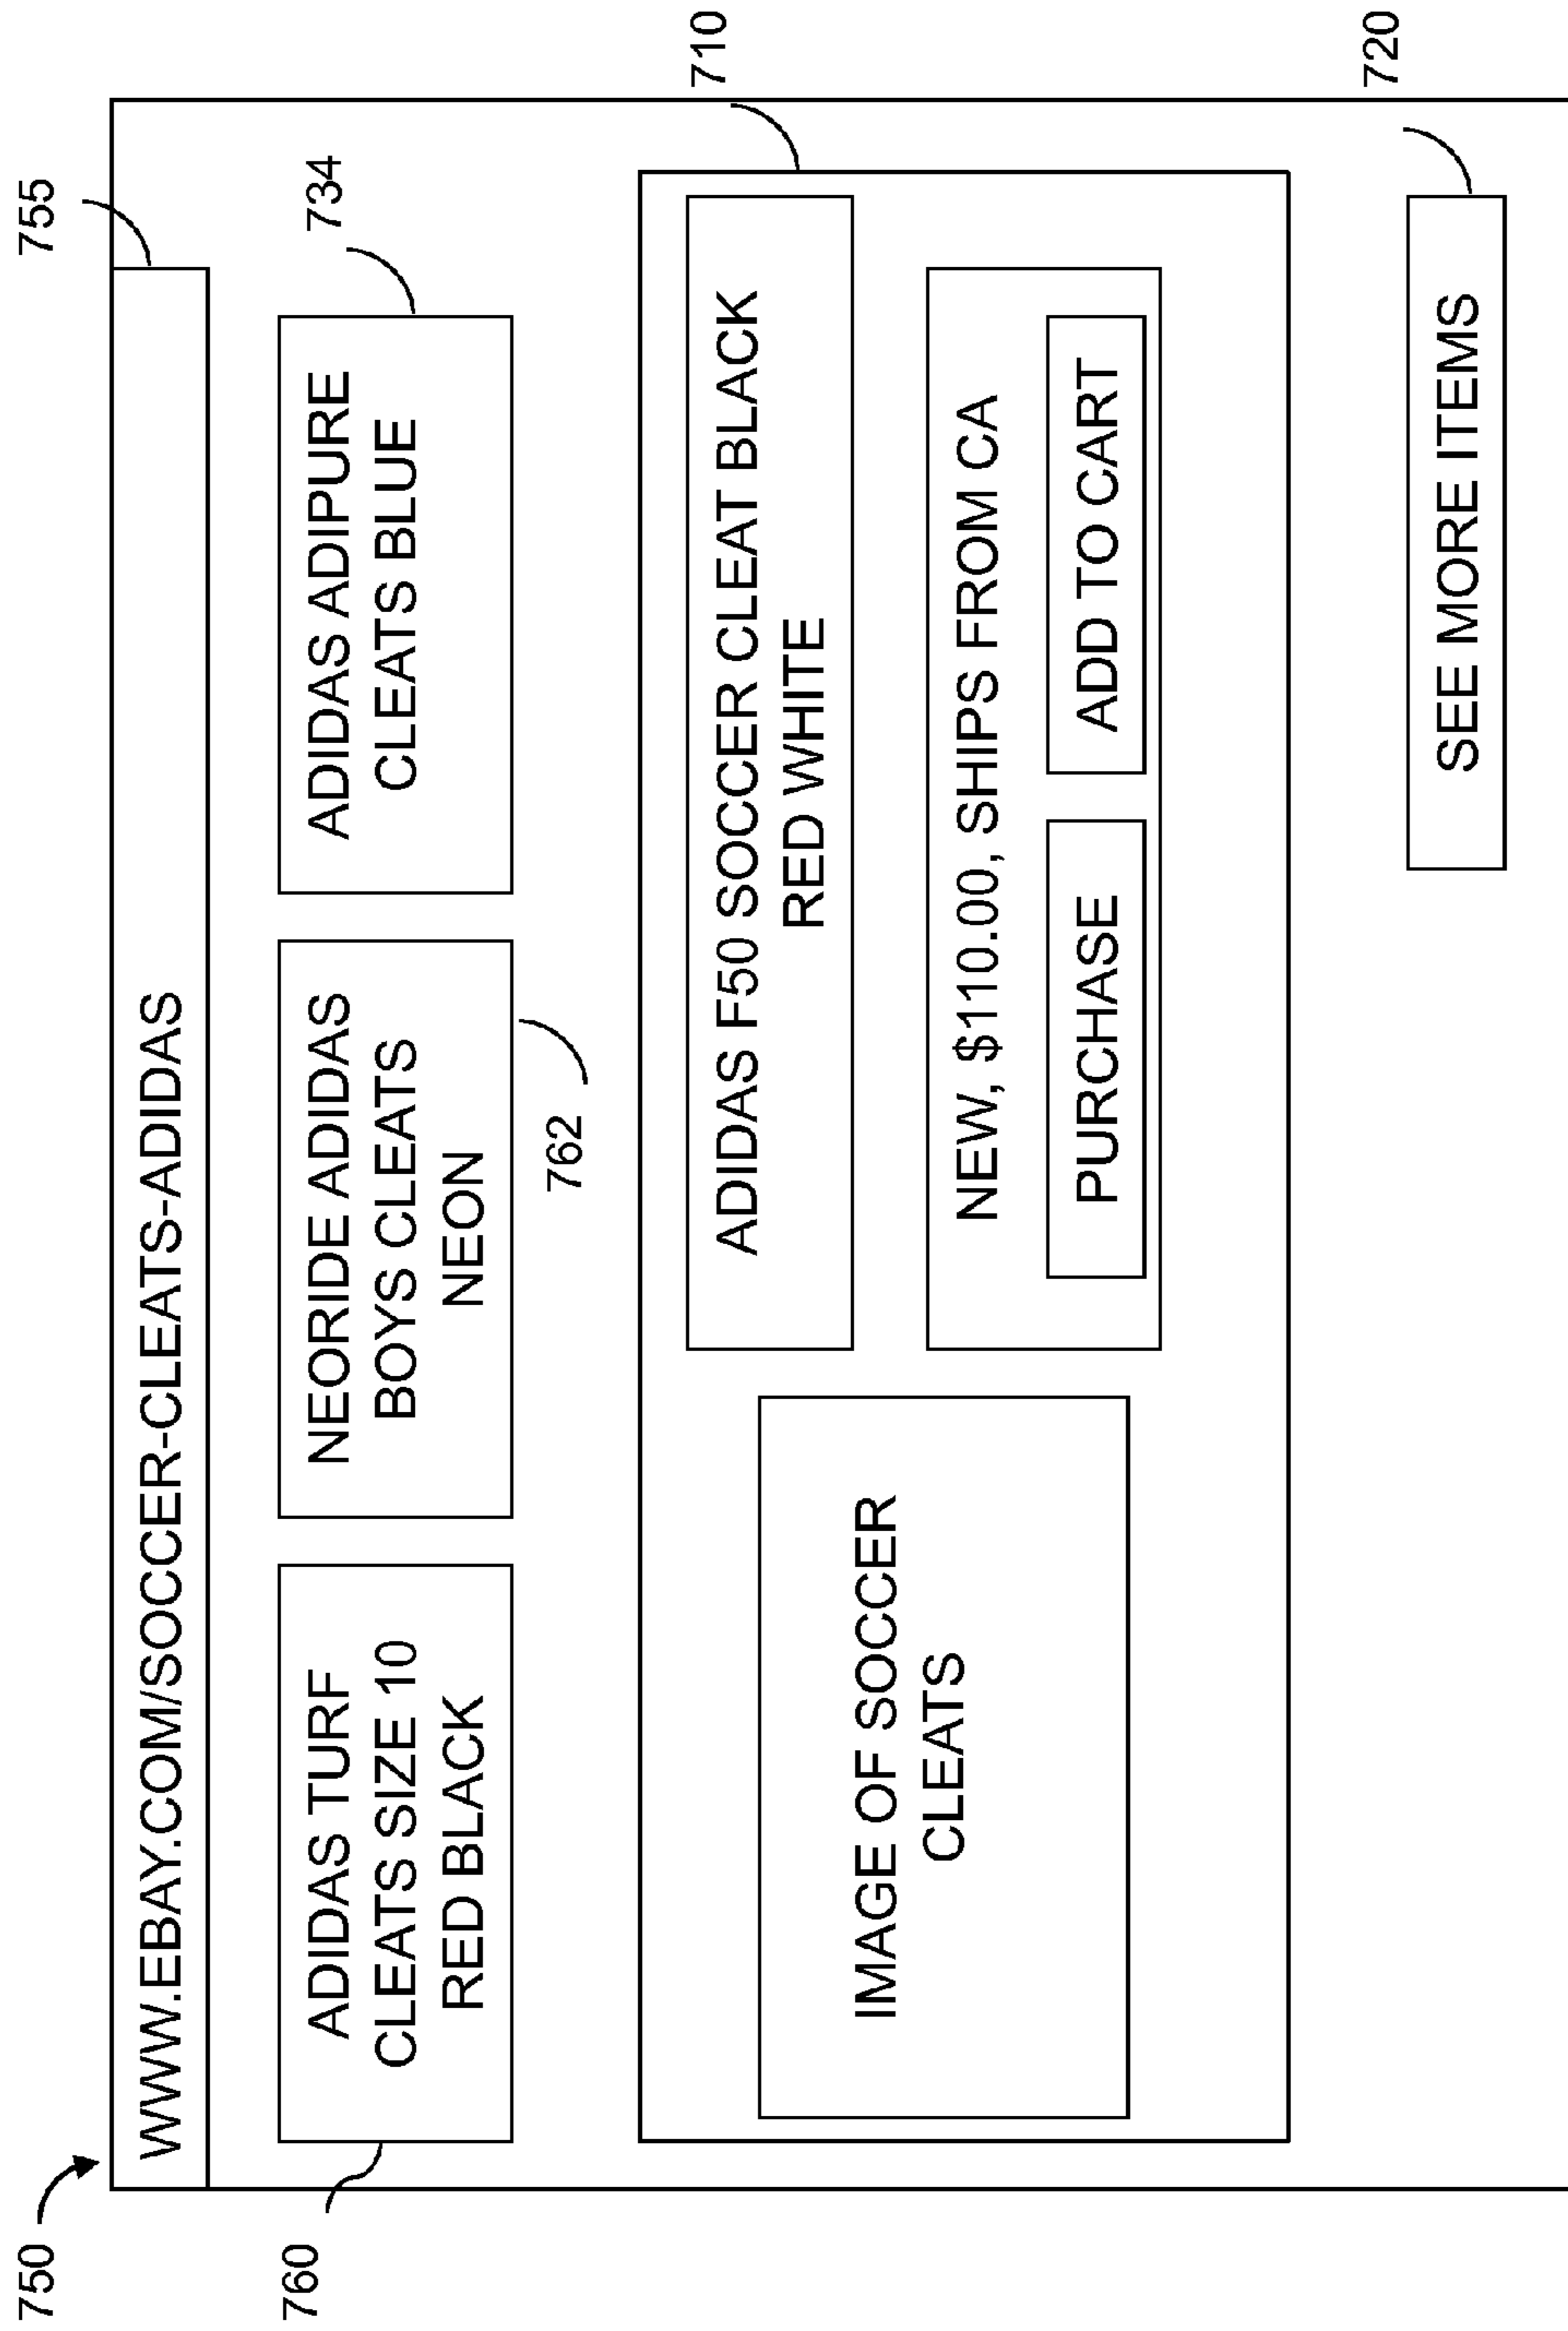 750
755
WWW.EBAY.COM/SOCCER-CLEATS-ADIDAS
760
ADIDAS TURF
CLEATS SIZE 10
RED BLACK
NEORIDE ADIDAS
BOYS CLEATS
NEON
762
ADIDAS ADIPURE
CLEATS BLUE
734
710
IMAGE OF SOCCER
CLEATS
ADIDAS F50 SOCCER CLEAT BLACK
RED WHITE
NEW, $110.00, SHIPS FROM CA
PURCHASE
ADD TO CART
SEE MORE ITEMS
720